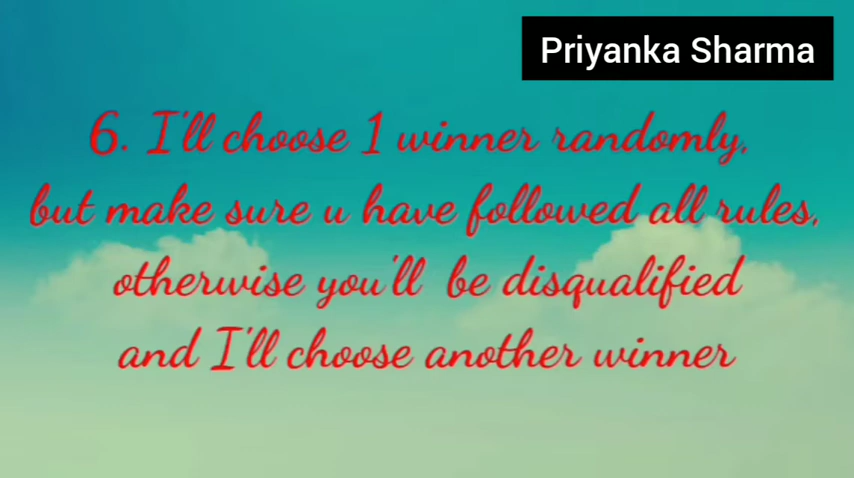 Priyanka Sharma
6. I'll choose 1 winner randomly,
but make sure u have followed all rules,
otherwise you'll be disqualified
and I'll choose another winner